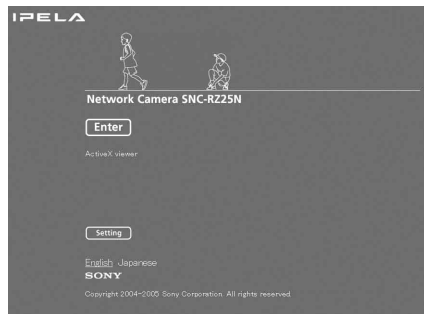 IPELA
Network Camera SNC-RZ25N
Enter
ActiveX viewer
Setting
English Japanese
SONY
Copyright 2004-2005 Sony Corporation. All rights reserved.